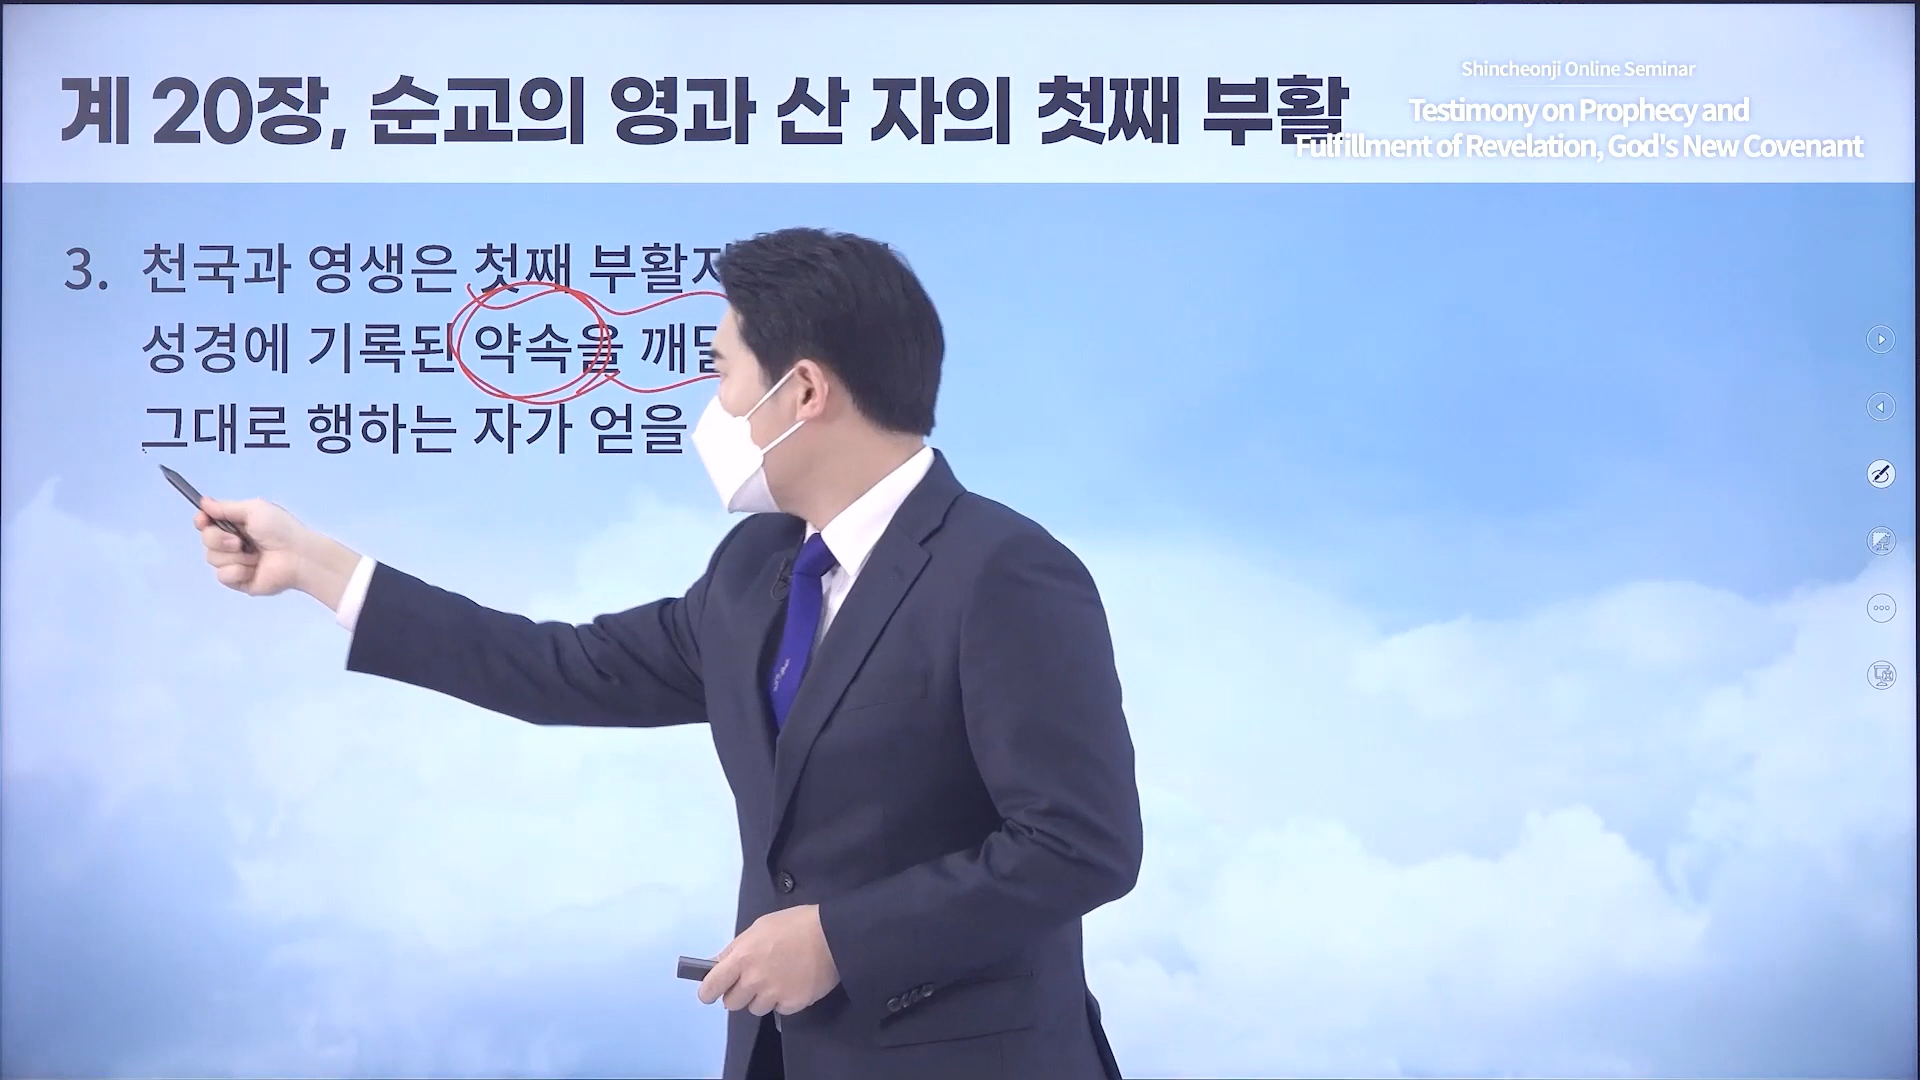 계 20장, 순교의 영과 산 자의 첫째 부활
Shincheonji Online Seminar
Testimony on Prophecy and
Fulfillment of Revelation, God's New Covenant
3. 천국과 영생은 첫째
성경에 기록된 약속을
그대로 행하는 자가 얻을